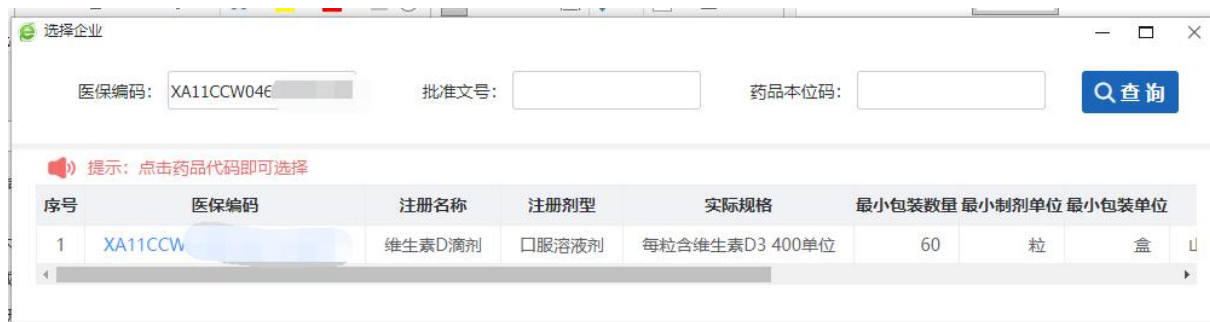 选择企业
医保编码： XA11CCW046 批准文号： 药品本位码： 查询
提示：点击药品代码即可选择
序号 医保编码 注册名称 注册剂型 实际规格 最小包装数量 最小制剂单位 最小包装单位
1 XA11CCW 维生素D滴剂 口服溶液剂 每粒含维生素D3 400单位 60 粒 盒